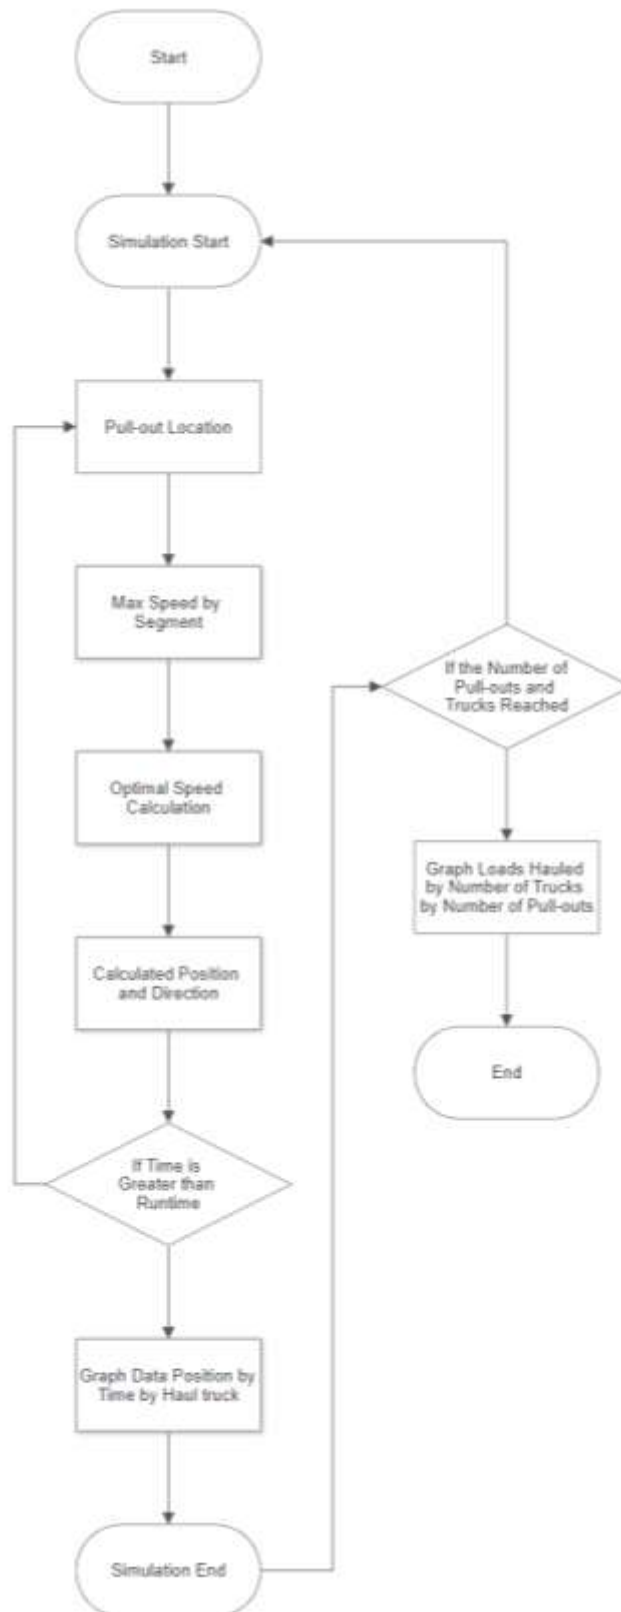 Start
Simulation Start
Pull-out Location
Max Speed by
Segment
Optimal Speed
Calculation
Calculated Position
and Direction
If Time is
Greater than
Runtime
Graph Data Position by
Time by Haul truck
Simulation End
If the Number of
Pull-outs and
Trucks Reached
Graph Loads Hauled
by Number of Trucks
by Number of Pull-outs
End